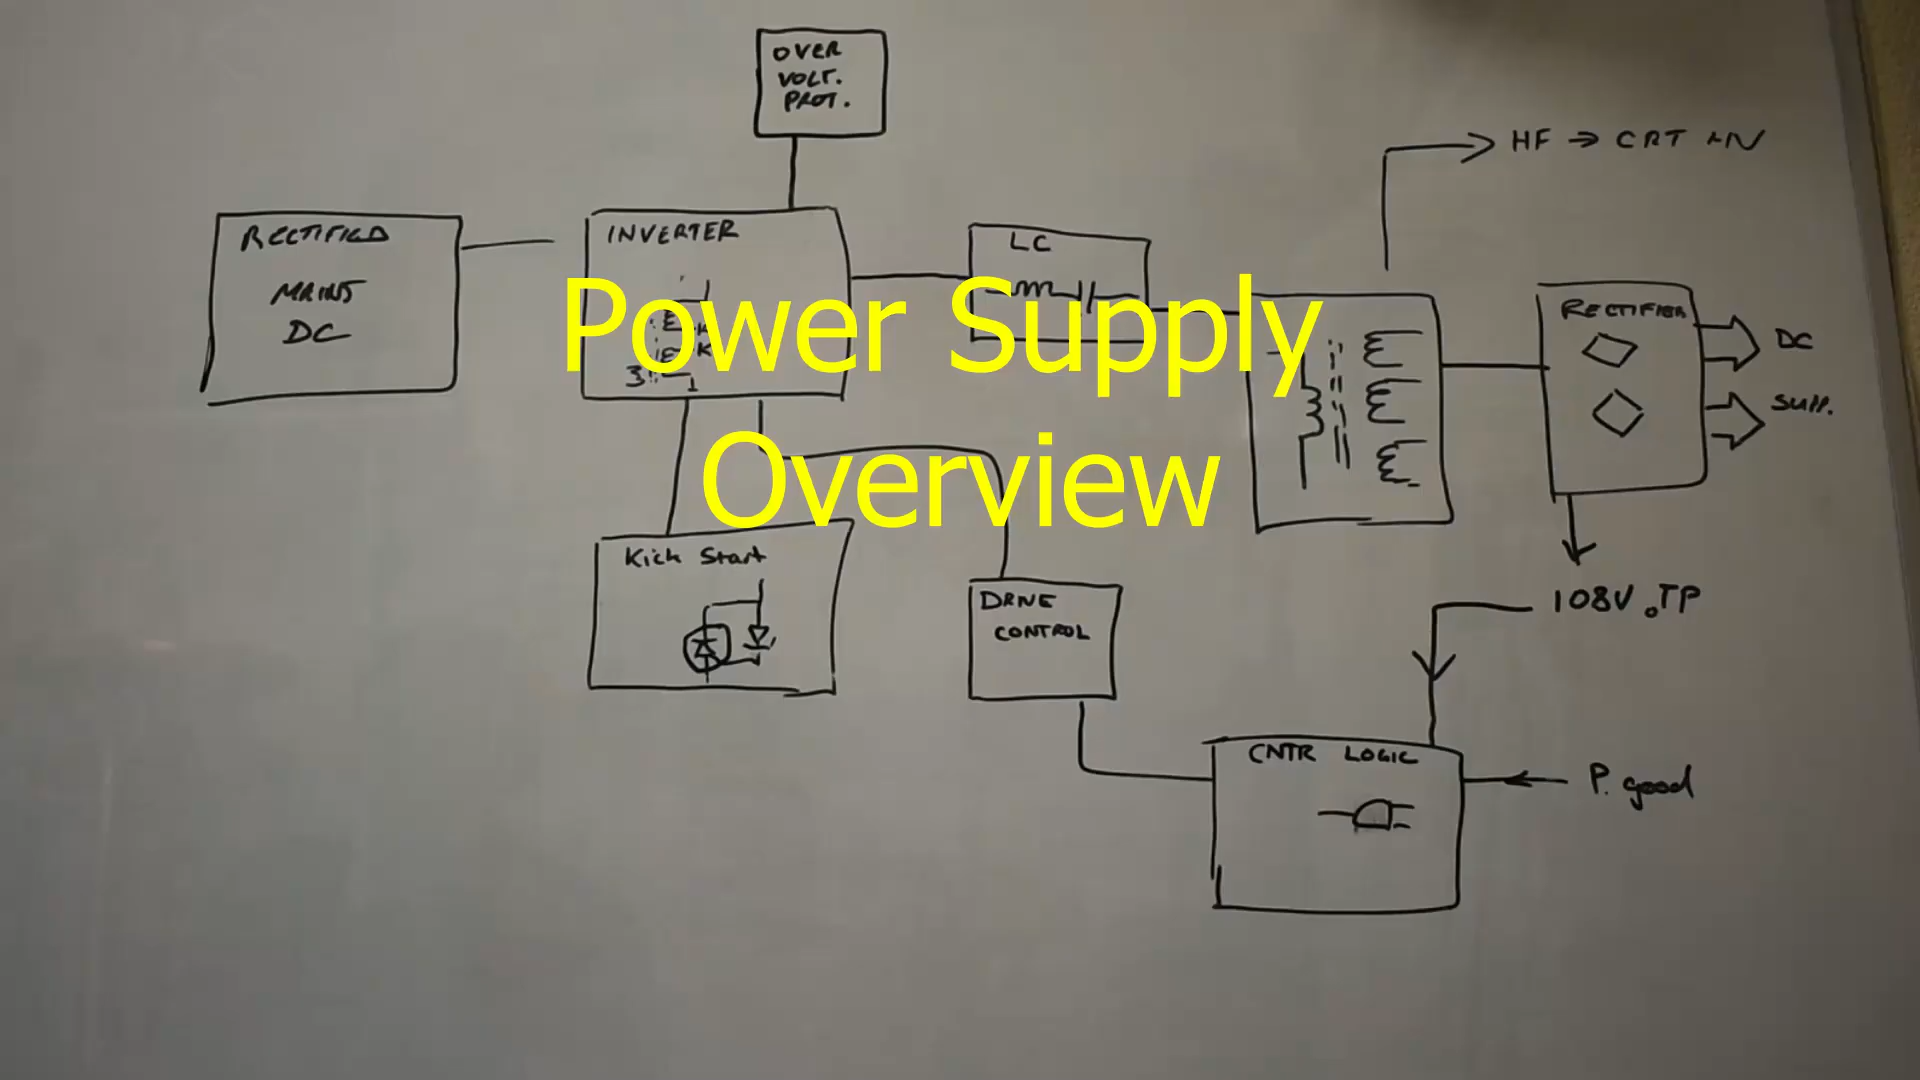 OVER
VOLT.
PROT.
HF → CRT HV
RECTIFIED
MAINS
DC
INVERTER
LC
RECTIFIER
DC
SUPP.
Power Supply
Overview
Kick Start
DRIVE
CONTROL
108V TP
CNTR LOGIC
P. good